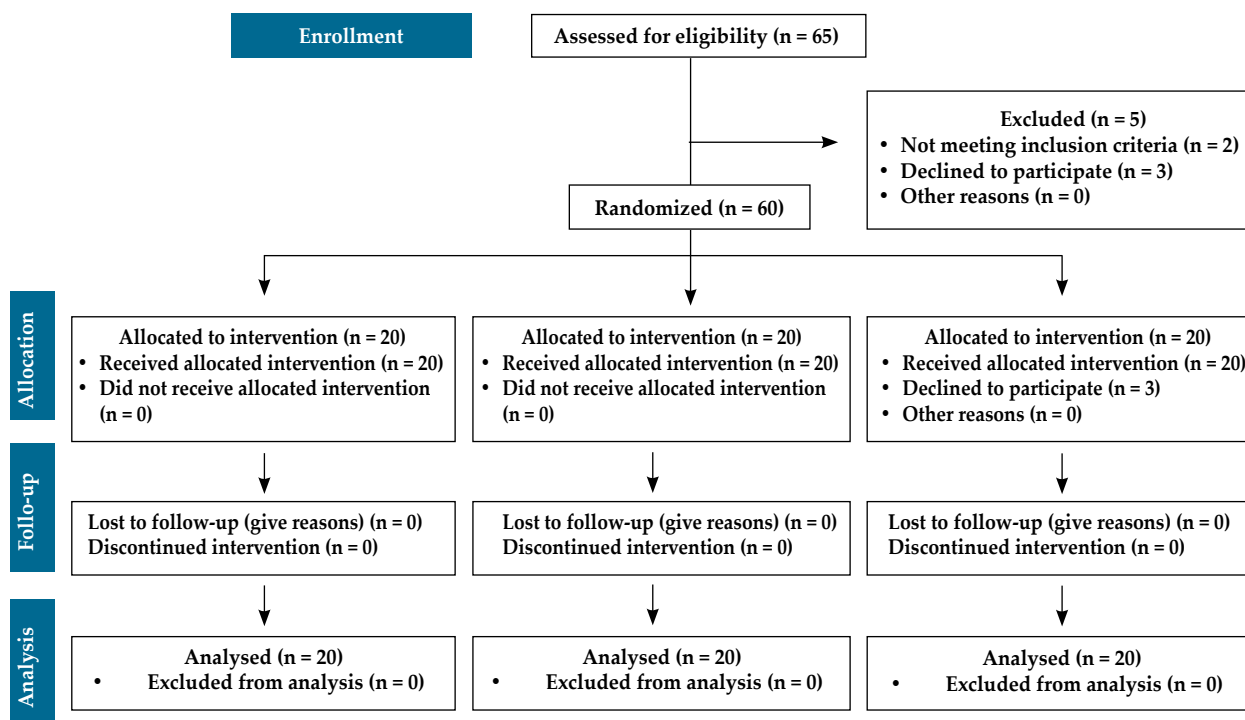 Enrollment
Assessed for eligibility (n = 65)
Excluded (n = 5)
• Not meeting inclusion criteria (n = 2)
• Declined to participate (n = 3)
• Other reasons (n = 0)
Randomized (n = 60)
Allocation
Allocated to intervention (n = 20)
• Received allocated intervention (n = 20)
• Did not receive allocated intervention
(n = 0)
Allocated to intervention (n = 20)
• Received allocated intervention (n = 20)
• Did not receive allocated intervention
(n = 0)
Allocated to intervention (n = 20)
• Received allocated intervention (n = 20)
• Declined to participate (n = 3)
• Other reasons (n = 0)
Follo-up
Lost to follow-up (give reasons) (n = 0)
Discontinued intervention (n = 0)
Lost to follow-up (give reasons) (n = 0)
Discontinued intervention (n = 0)
Lost to follow-up (give reasons) (n = 0)
Discontinued intervention (n = 0)
Analysis
Analysed (n = 20)
• Excluded from analysis (n = 0)
Analysed (n = 20)
• Excluded from analysis (n = 0)
Analysed (n = 20)
• Excluded from analysis (n = 0)